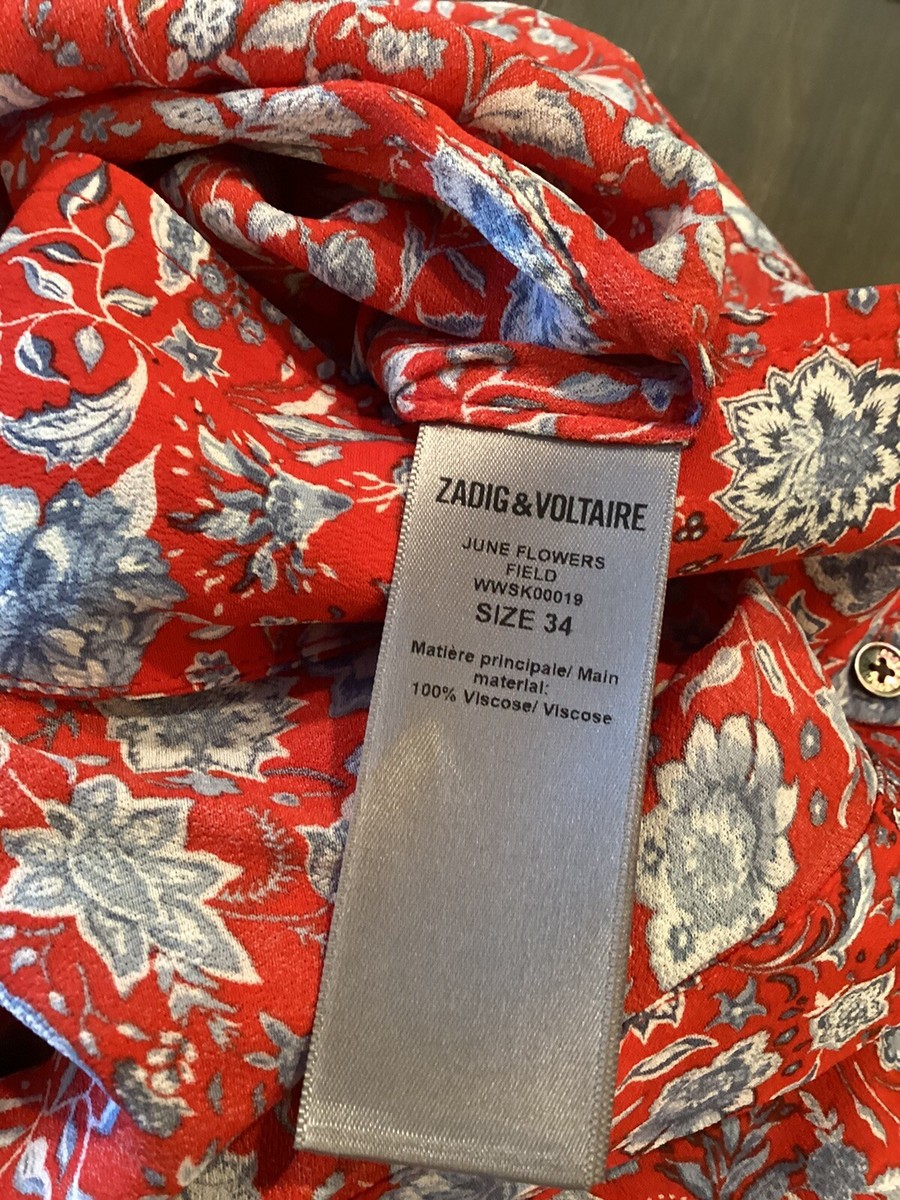 ZADIG&VOLTAIRE
JUNE FLOWERS
FIELD
WWSK00019
SIZE 34
Matière principale/ Main
material:
100% Viscose/ Viscose